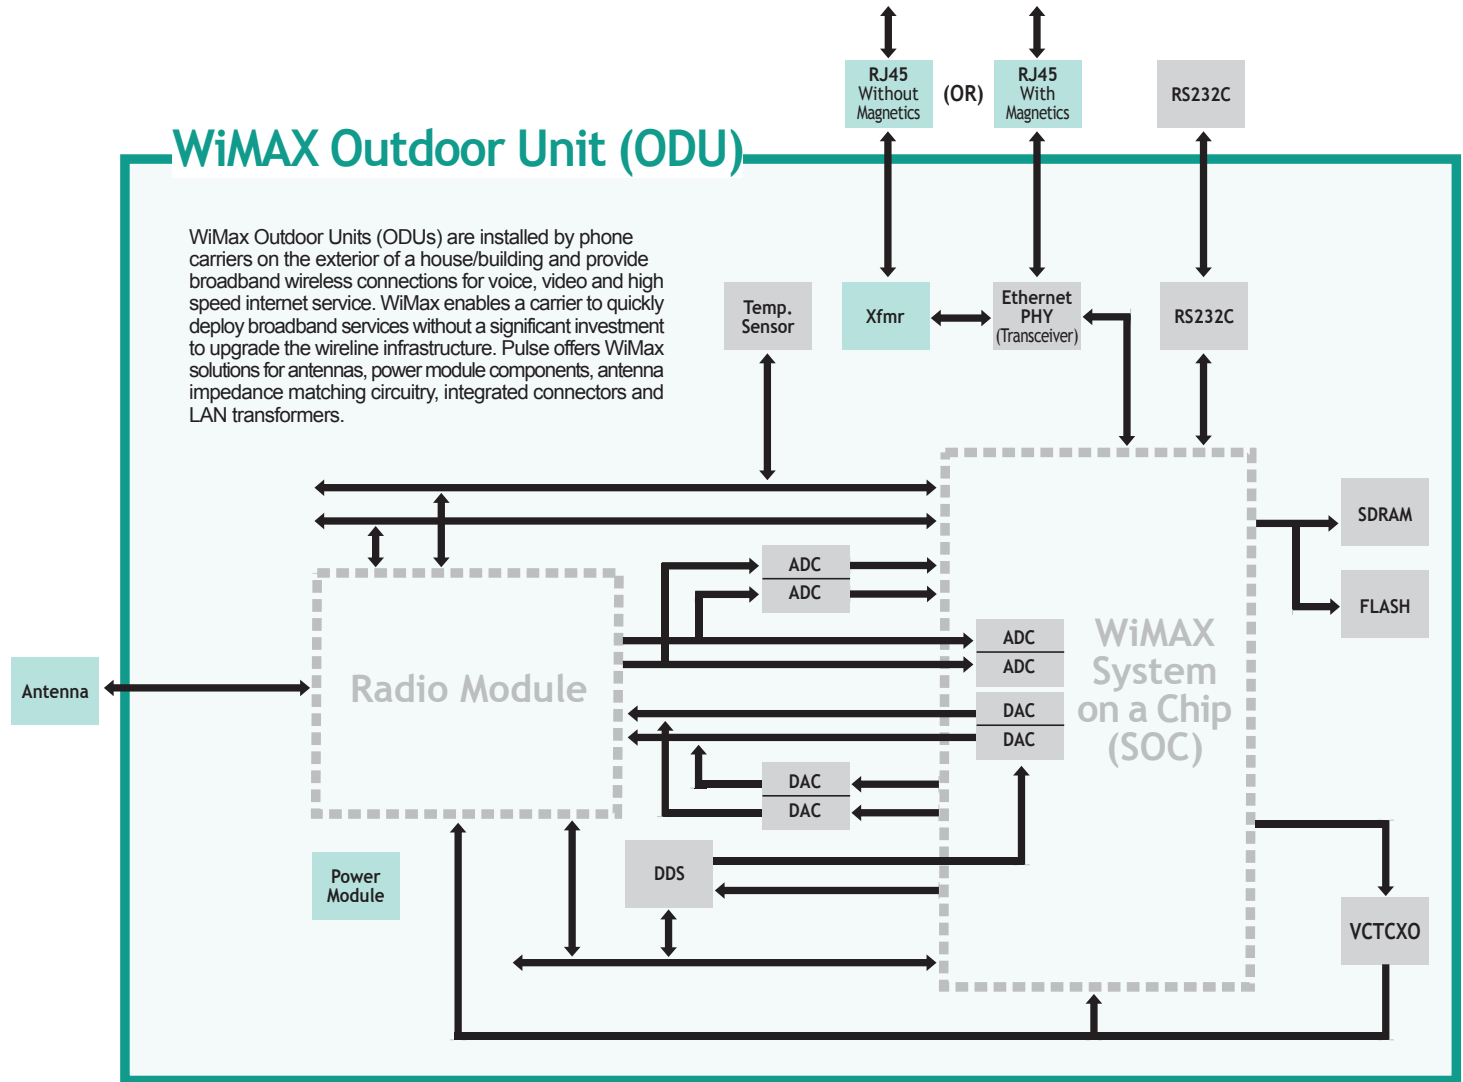 RJ45
Without
Magnetics
(OR)
RJ45
With
Magnetics
RS232C
WiMAX Outdoor Unit (ODU)
WiMax Outdoor Units (ODUs) are installed by phone
carriers on the exterior of a house/building and provide
broadband wireless connections for voice, video and high
speed internet service. WiMax enables a carrier to quickly
deploy broadband services without a significant investment
to upgrade the wireline infrastructure. Pulse offers WiMax
solutions for antennas, power module components, antenna
impedance matching circuitry, integrated connectors and
LAN transformers.
Temp.
Sensor
Xfmr
Ethernet
PHY
(Transceiver)
RS232C
SDRAM
FLASH
ADC
ADC
ADC
ADC
WiMAX
System
on a Chip
(SOC)
Antenna
Radio Module
DAC
DAC
DAC
DAC
Power
Module
DDS
VCTCXO